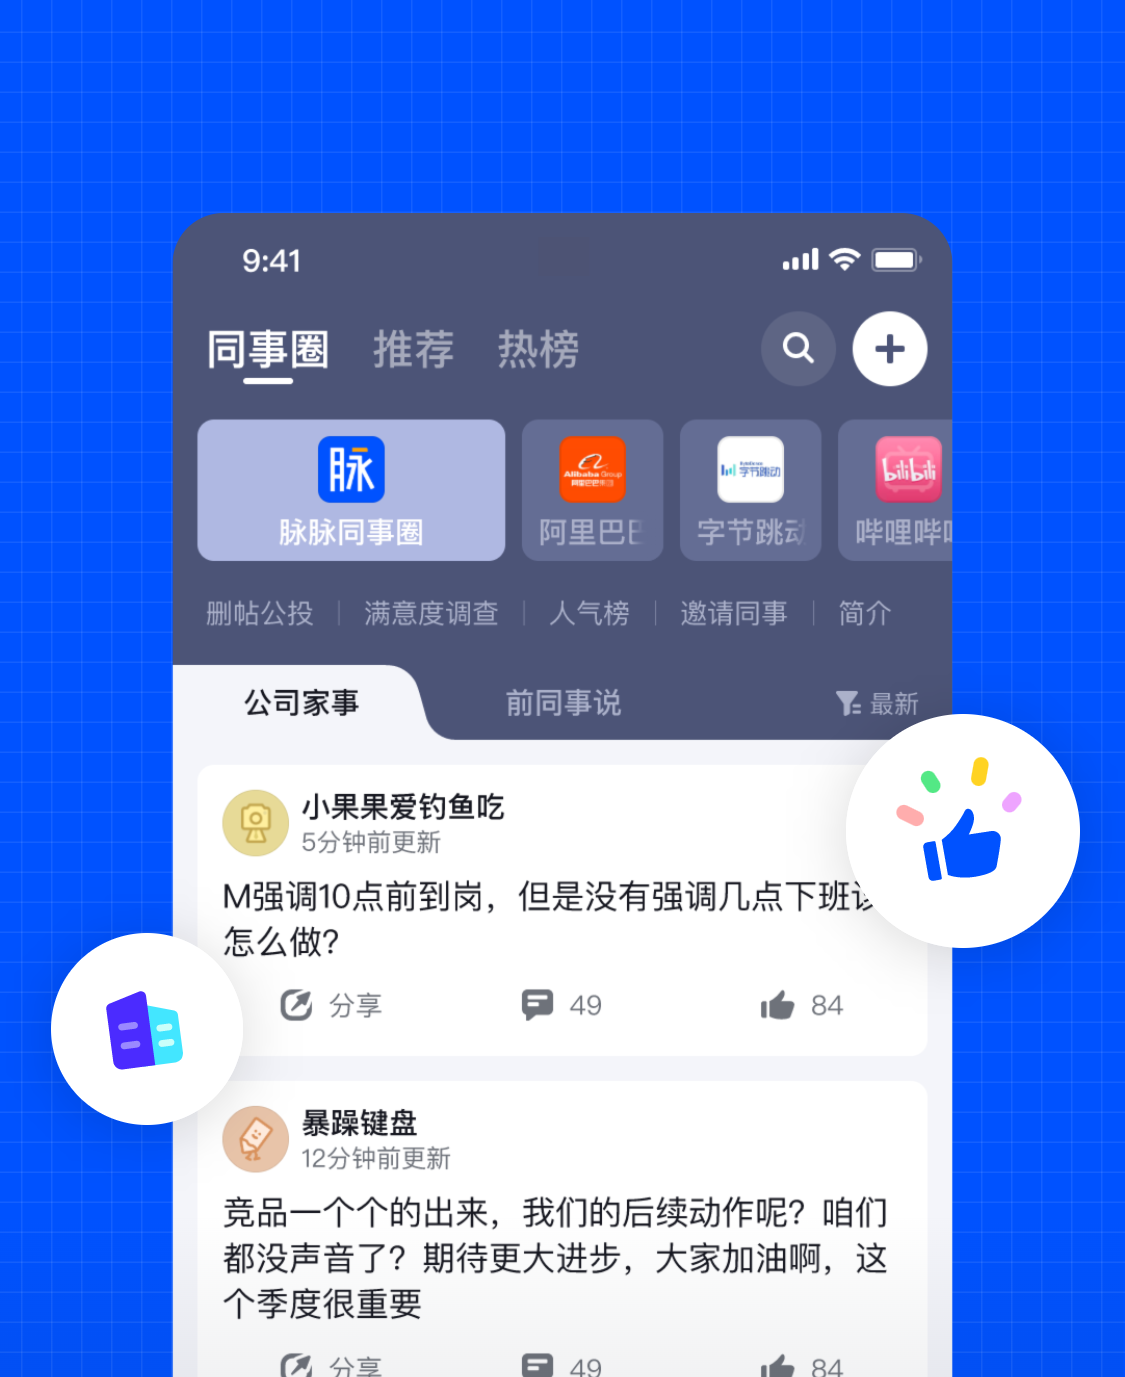 9:41
同事圈 推荐 热榜
脉
Alibaba Group
阿里巴巴集团
字节跳动
bilibili
脉脉同事圈 阿里巴巴 字节跳动 哔哩哔
删帖公投 满意度调查 人气榜 邀请同事 简介
公司家事 前同事说 最新
小果果爱钓鱼吃
5分钟前更新
M强调10点前到岗，但是没有强调几点下班该
怎么做?
分享 49 84
暴躁键盘
12分钟前更新
竞品一个个的出来，我们的后续动作呢？咱们
都没声音了？期待更大进步，大家加油啊，这
个季度很重要
分享 49 84